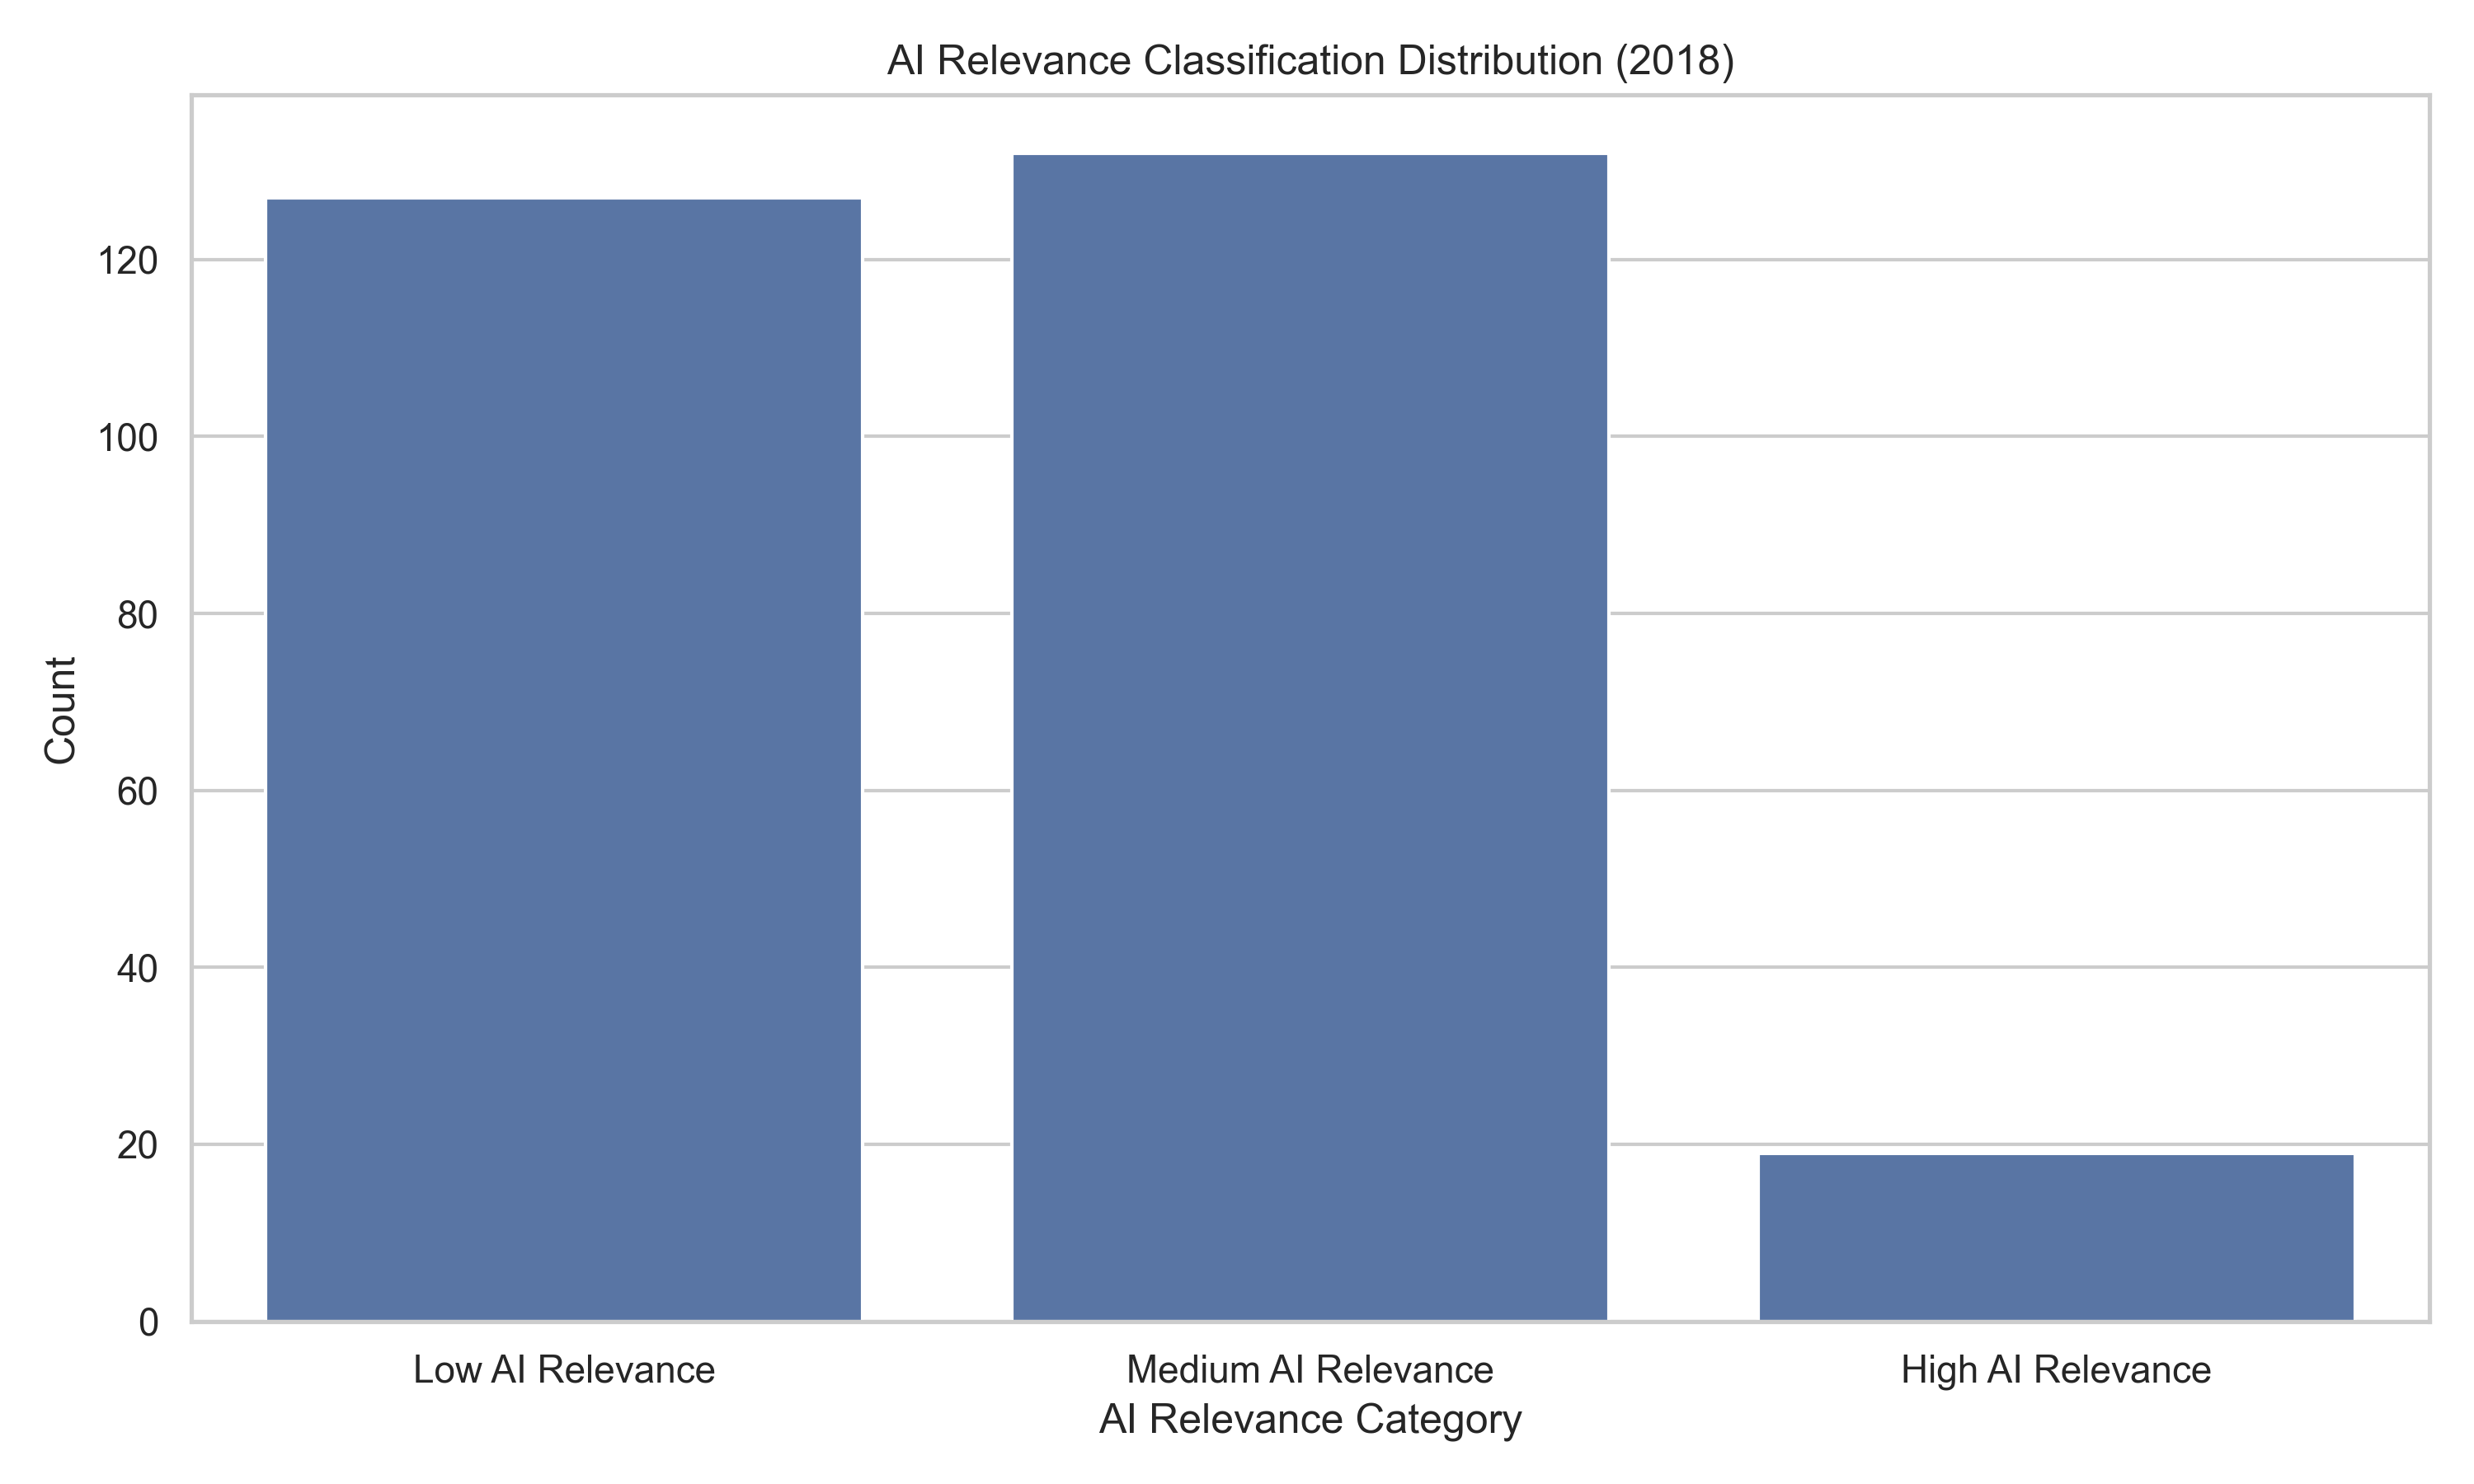 AI Relevance Classification Distribution (2018)
120
100
80
60
40
20
0
Count
Low AI Relevance
Medium AI Relevance
High AI Relevance
AI Relevance Category